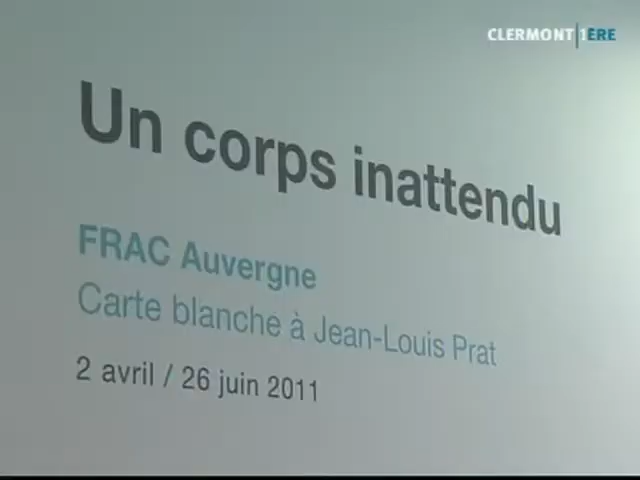 CLERMONT 1ERE
Un corps inattendu
FRAC Auvergne
Carte blanche à Jean-Louis Prat
2 avril / 26 juin 2011